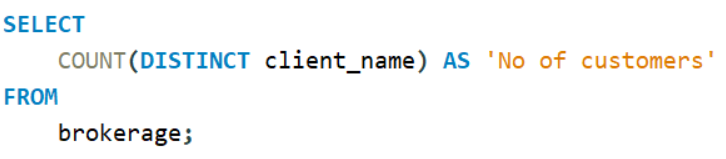 SELECT
    COUNT(DISTINCT client_name) AS 'No of customers'
FROM
    brokerage;